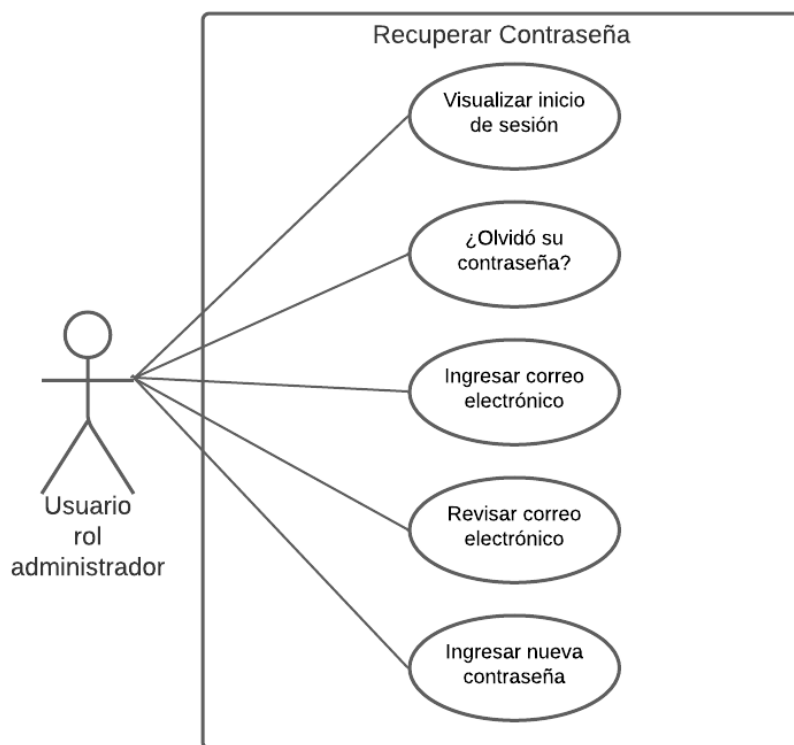 Recuperar Contraseña
Visualizar inicio
de sesión
¿Olvidó su
contraseña?
Ingresar correo
electrónico
Revisar correo
electrónico
Ingresar nueva
contraseña
Usuario
rol
administrador